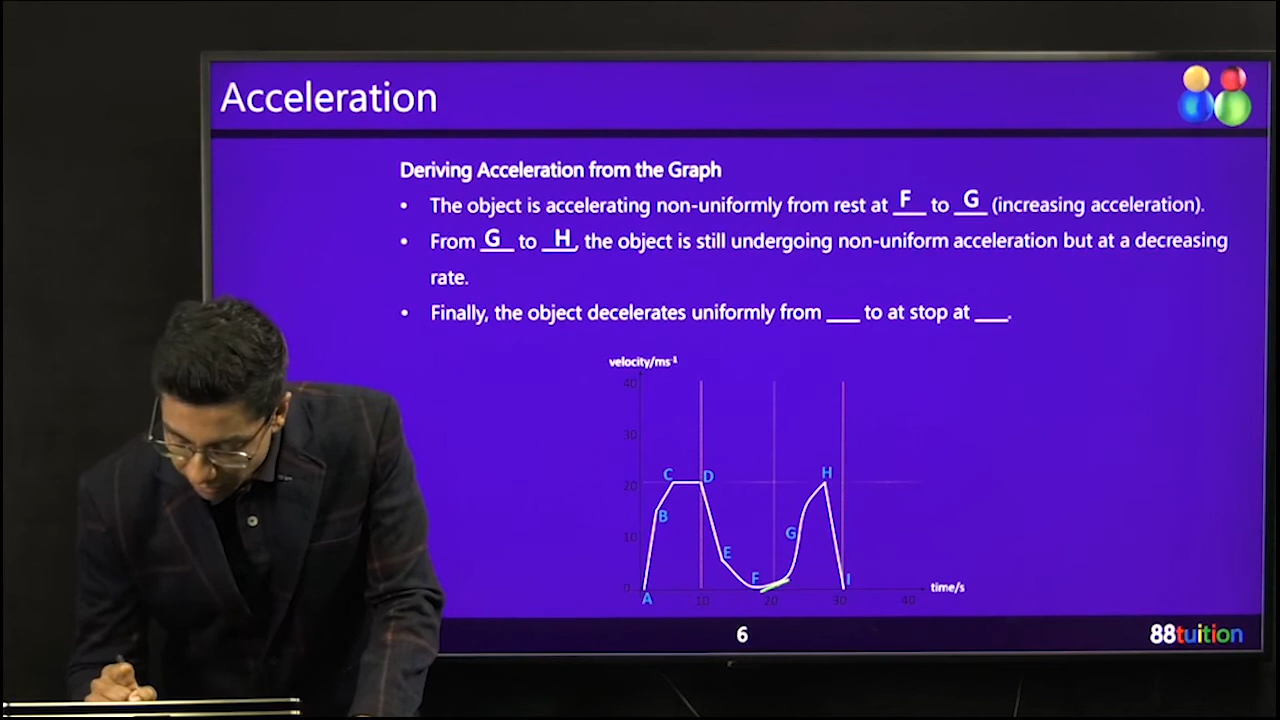 Acceleration
Deriving Acceleration from the Graph
• The object is accelerating non-uniformly from rest at F to G (increasing acceleration).
• From G to H, the object is still undergoing non-uniform acceleration but at a decreasing
rate.
• Finally, the object decelerates uniformly from ___ to at stop at ___.
velocity/ms⁻¹
40
30
C D H
20
B
G
10
E
F I
0
time/s
A 10 20 30 40
6
88tuition